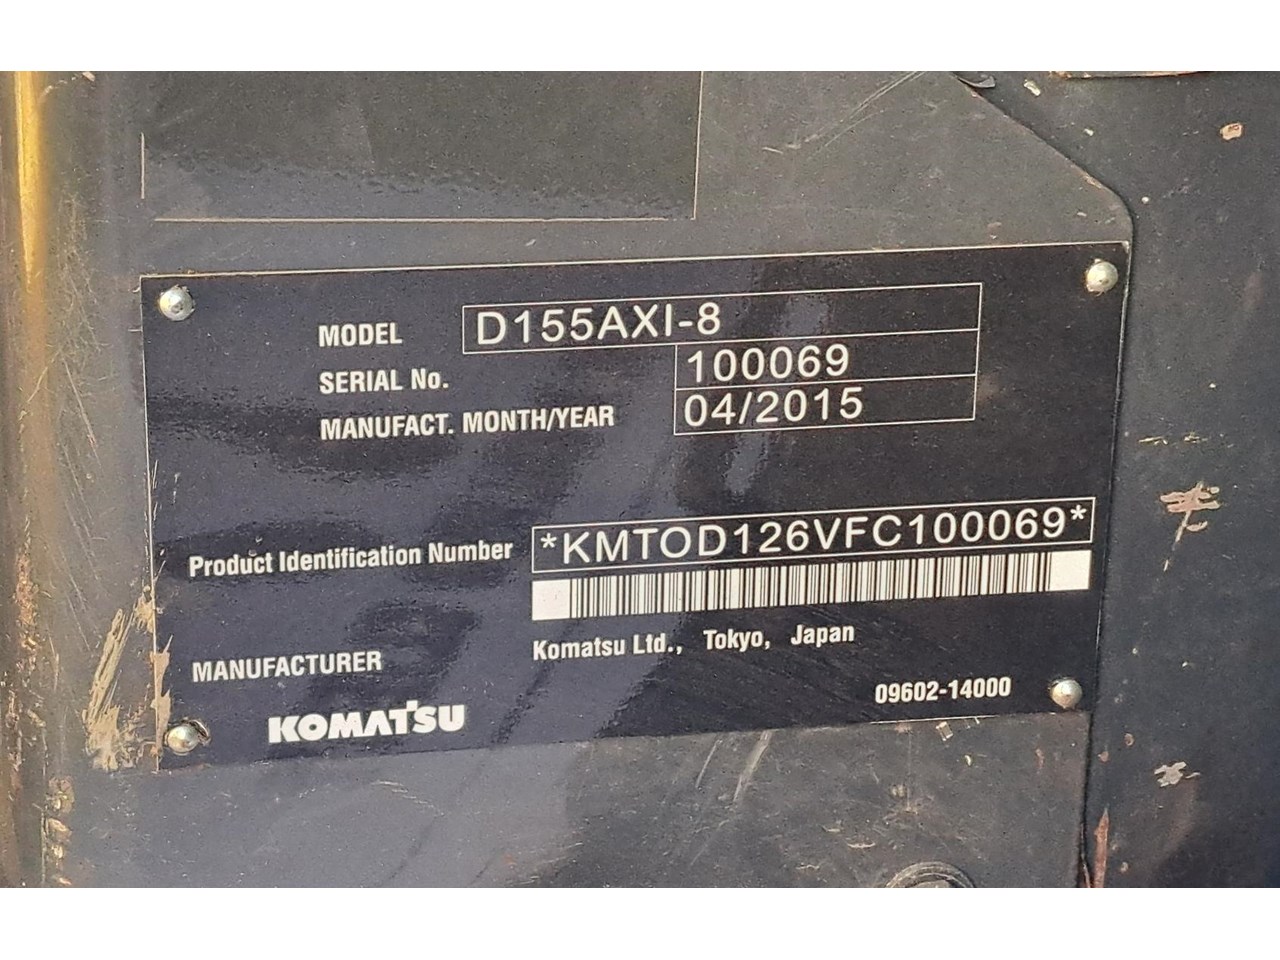 MODEL D155AXI-8
SERIAL No. 100069
MANUFACT. MONTH/YEAR 04/2015
Product Identification Number *KMTOD126VFC100069*
Komatsu Ltd., Tokyo, Japan
MANUFACTURER
09602-14000
KOMATSU